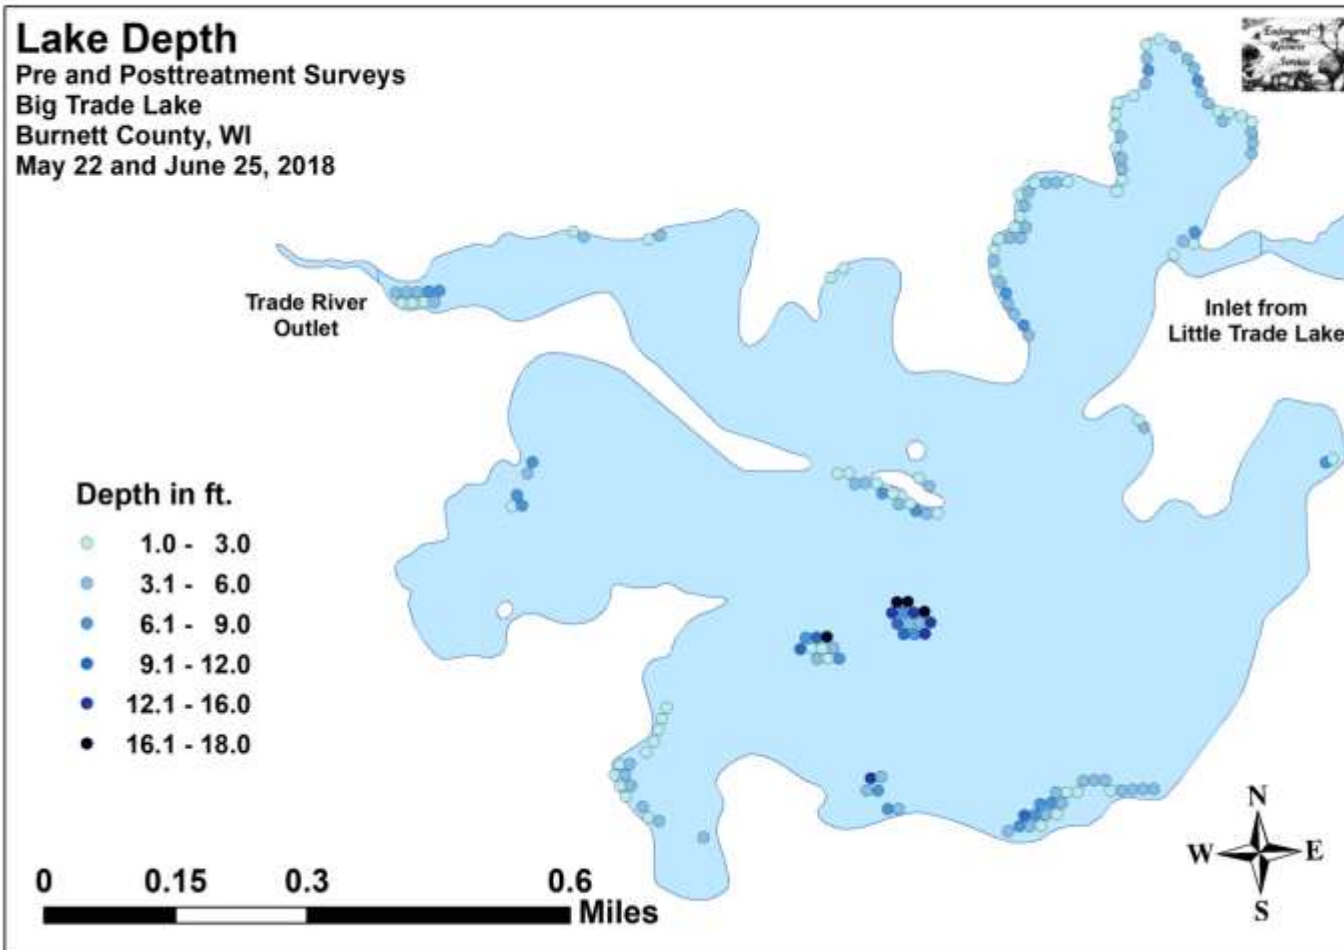 Lake Depth
Pre and Posttreatment Surveys
Big Trade Lake
Burnett County, WI
May 22 and June 25, 2018
Endangered
Resource
Services
Trade River
Outlet
Inlet from
Little Trade Lake
Depth in ft.
1.0 - 3.0
3.1 - 6.0
6.1 - 9.0
9.1 - 12.0
12.1 - 16.0
16.1 - 18.0
0 0.15 0.3 0.6
Miles
N
W E
S